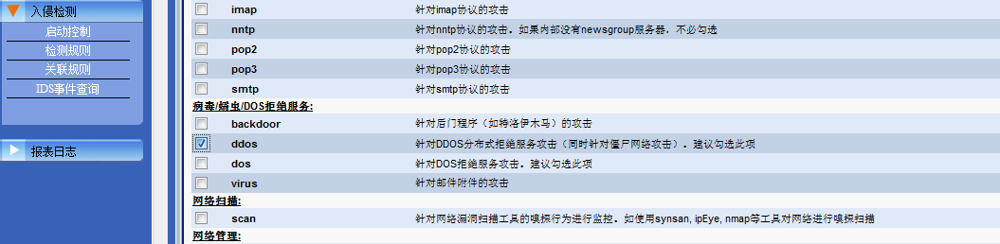 入侵检测
启动控制
检测规则
关联规则
IDS事件查询
报表日志
imap 针对imap协议的攻击
nntp 针对nntp协议的攻击。如果内部没有newsgroup服务器，不必勾选
pop2 针对pop2协议的攻击
pop3 针对pop3协议的攻击
smtp 针对smtp协议的攻击
病毒/蠕虫/DOS拒绝服务:
backdoor 针对后门程序（如特洛伊木马）的攻击
ddos 针对DDOS分布式拒绝服务攻击（同时针对僵尸网络攻击）。建议勾选此项
dos 针对DOS拒绝服务攻击。建议勾选此项
virus 针对邮件附件的攻击
网络扫描:
scan 针对网络漏洞扫描工具的嗅探行为进行监控。如使用synsan, ipEye, nmap等工具对网络进行嗅探扫描
网络管理: